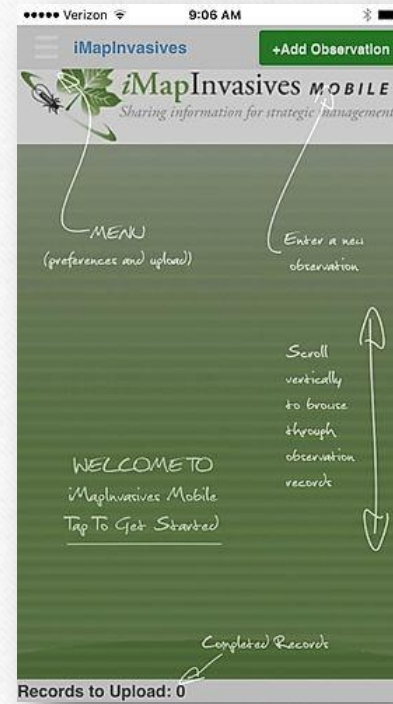 Verizon 9:06 AM
iMapInvasives +Add Observation
iMapInvasives MOBILE
Sharing information for strategic management
MENU
(preferences and upload))
Enter a new
observation
Scroll
vertically
to browse
through
observation
records
WELCOME TO
iMapInvasives Mobile
Tap To Get Started
Completed Records
Records to Upload: 0